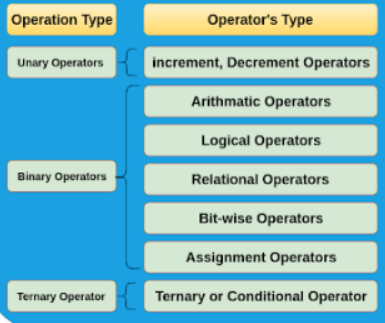 Operation Type
Operator's Type
Unary Operators
increment, Decrement Operators
Binary Operators
Arithmatic Operators
Logical Operators
Relational Operators
Bit-wise Operators
Assignment Operators
Ternary Operator
Ternary or Conditional Operator